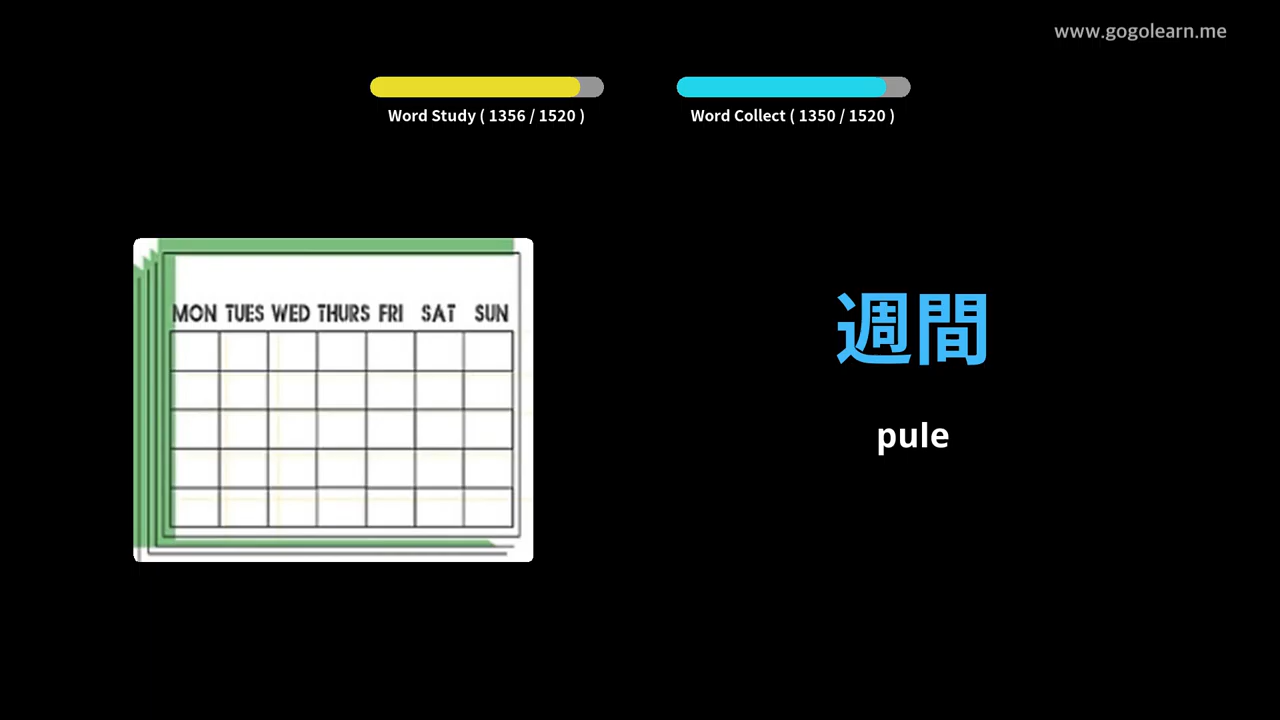 www.gogolearn.me
Word Study ( 1356 / 1520 )
Word Collect ( 1350 / 1520 )
MON TUES WED THURS FRI SAT SUN
週間
pule